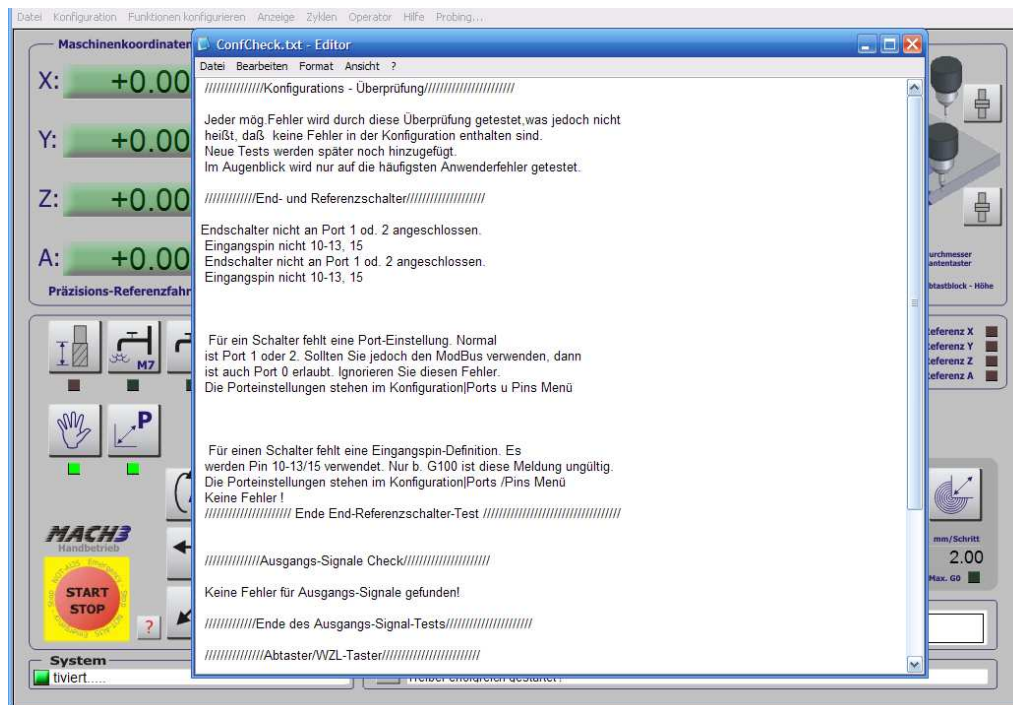 Datei Konfiguration Funktionen konfigurieren Anzeige Zyklen Operator Hilfe Probing...
Maschinenkoordinaten
X: +0.00
Y: +0.00
Z: +0.00
A: +0.00
Präzisions-Referenzfahr
M7
P
MACH3
Handbetrieb
NOT-AUS Emergency Stop
START
STOP
?
System
tiviert.....
ConfCheck.txt - Editor
Datei Bearbeiten Format Ansicht ?
///////////////Konfigurations - Überprüfung///////////////////////
Jeder mög.Fehler wird durch diese Überprüfung getestet,was jedoch nicht
heißt, daß keine Fehler in der Konfiguration enthalten sind.
Neue Tests werden später noch hinzugefügt.
Im Augenblick wird nur auf die häufigsten Anwenderfehler getestet.
/////////////End- und Referenzschalter////////////////////
Endschalter nicht an Port 1 od. 2 angeschlossen.
Eingangspin nicht 10-13, 15
Endschalter nicht an Port 1 od. 2 angeschlossen.
Eingangspin nicht 10-13, 15
Für ein Schalter fehlt eine Port-Einstellung. Normal
ist Port 1 oder 2. Sollten Sie jedoch den ModBus verwenden, dann
ist auch Port 0 erlaubt. Ignorieren Sie diesen Fehler.
Die Porteinstellungen stehen im Konfiguration|Ports u Pins Menü
Für einen Schalter fehlt eine Eingangspin-Definition. Es
werden Pin 10-13/15 verwendet. Nur b. G100 ist diese Meldung ungültig.
Die Porteinstellungen stehen im Konfiguration|Ports /Pins Menü
Keine Fehler !
////////////////////// Ende End-Referenzschalter-Test ///////////////////////////////////
//////////////Ausgangs-Signale Check//////////////////////
Keine Fehler für Ausgangs-Signale gefunden!
/////////////Ende des Ausgangs-Signal-Tests//////////////////////
///////////////Abtaster/WZL-Taster/////////////////////////
urchmesser
antentaster
btastblock - Höhe
eferenz X
eferenz Y
eferenz Z
eferenz A
mm/Schritt
2.00
Max. G0
Treiber erfolgreich gestartet !